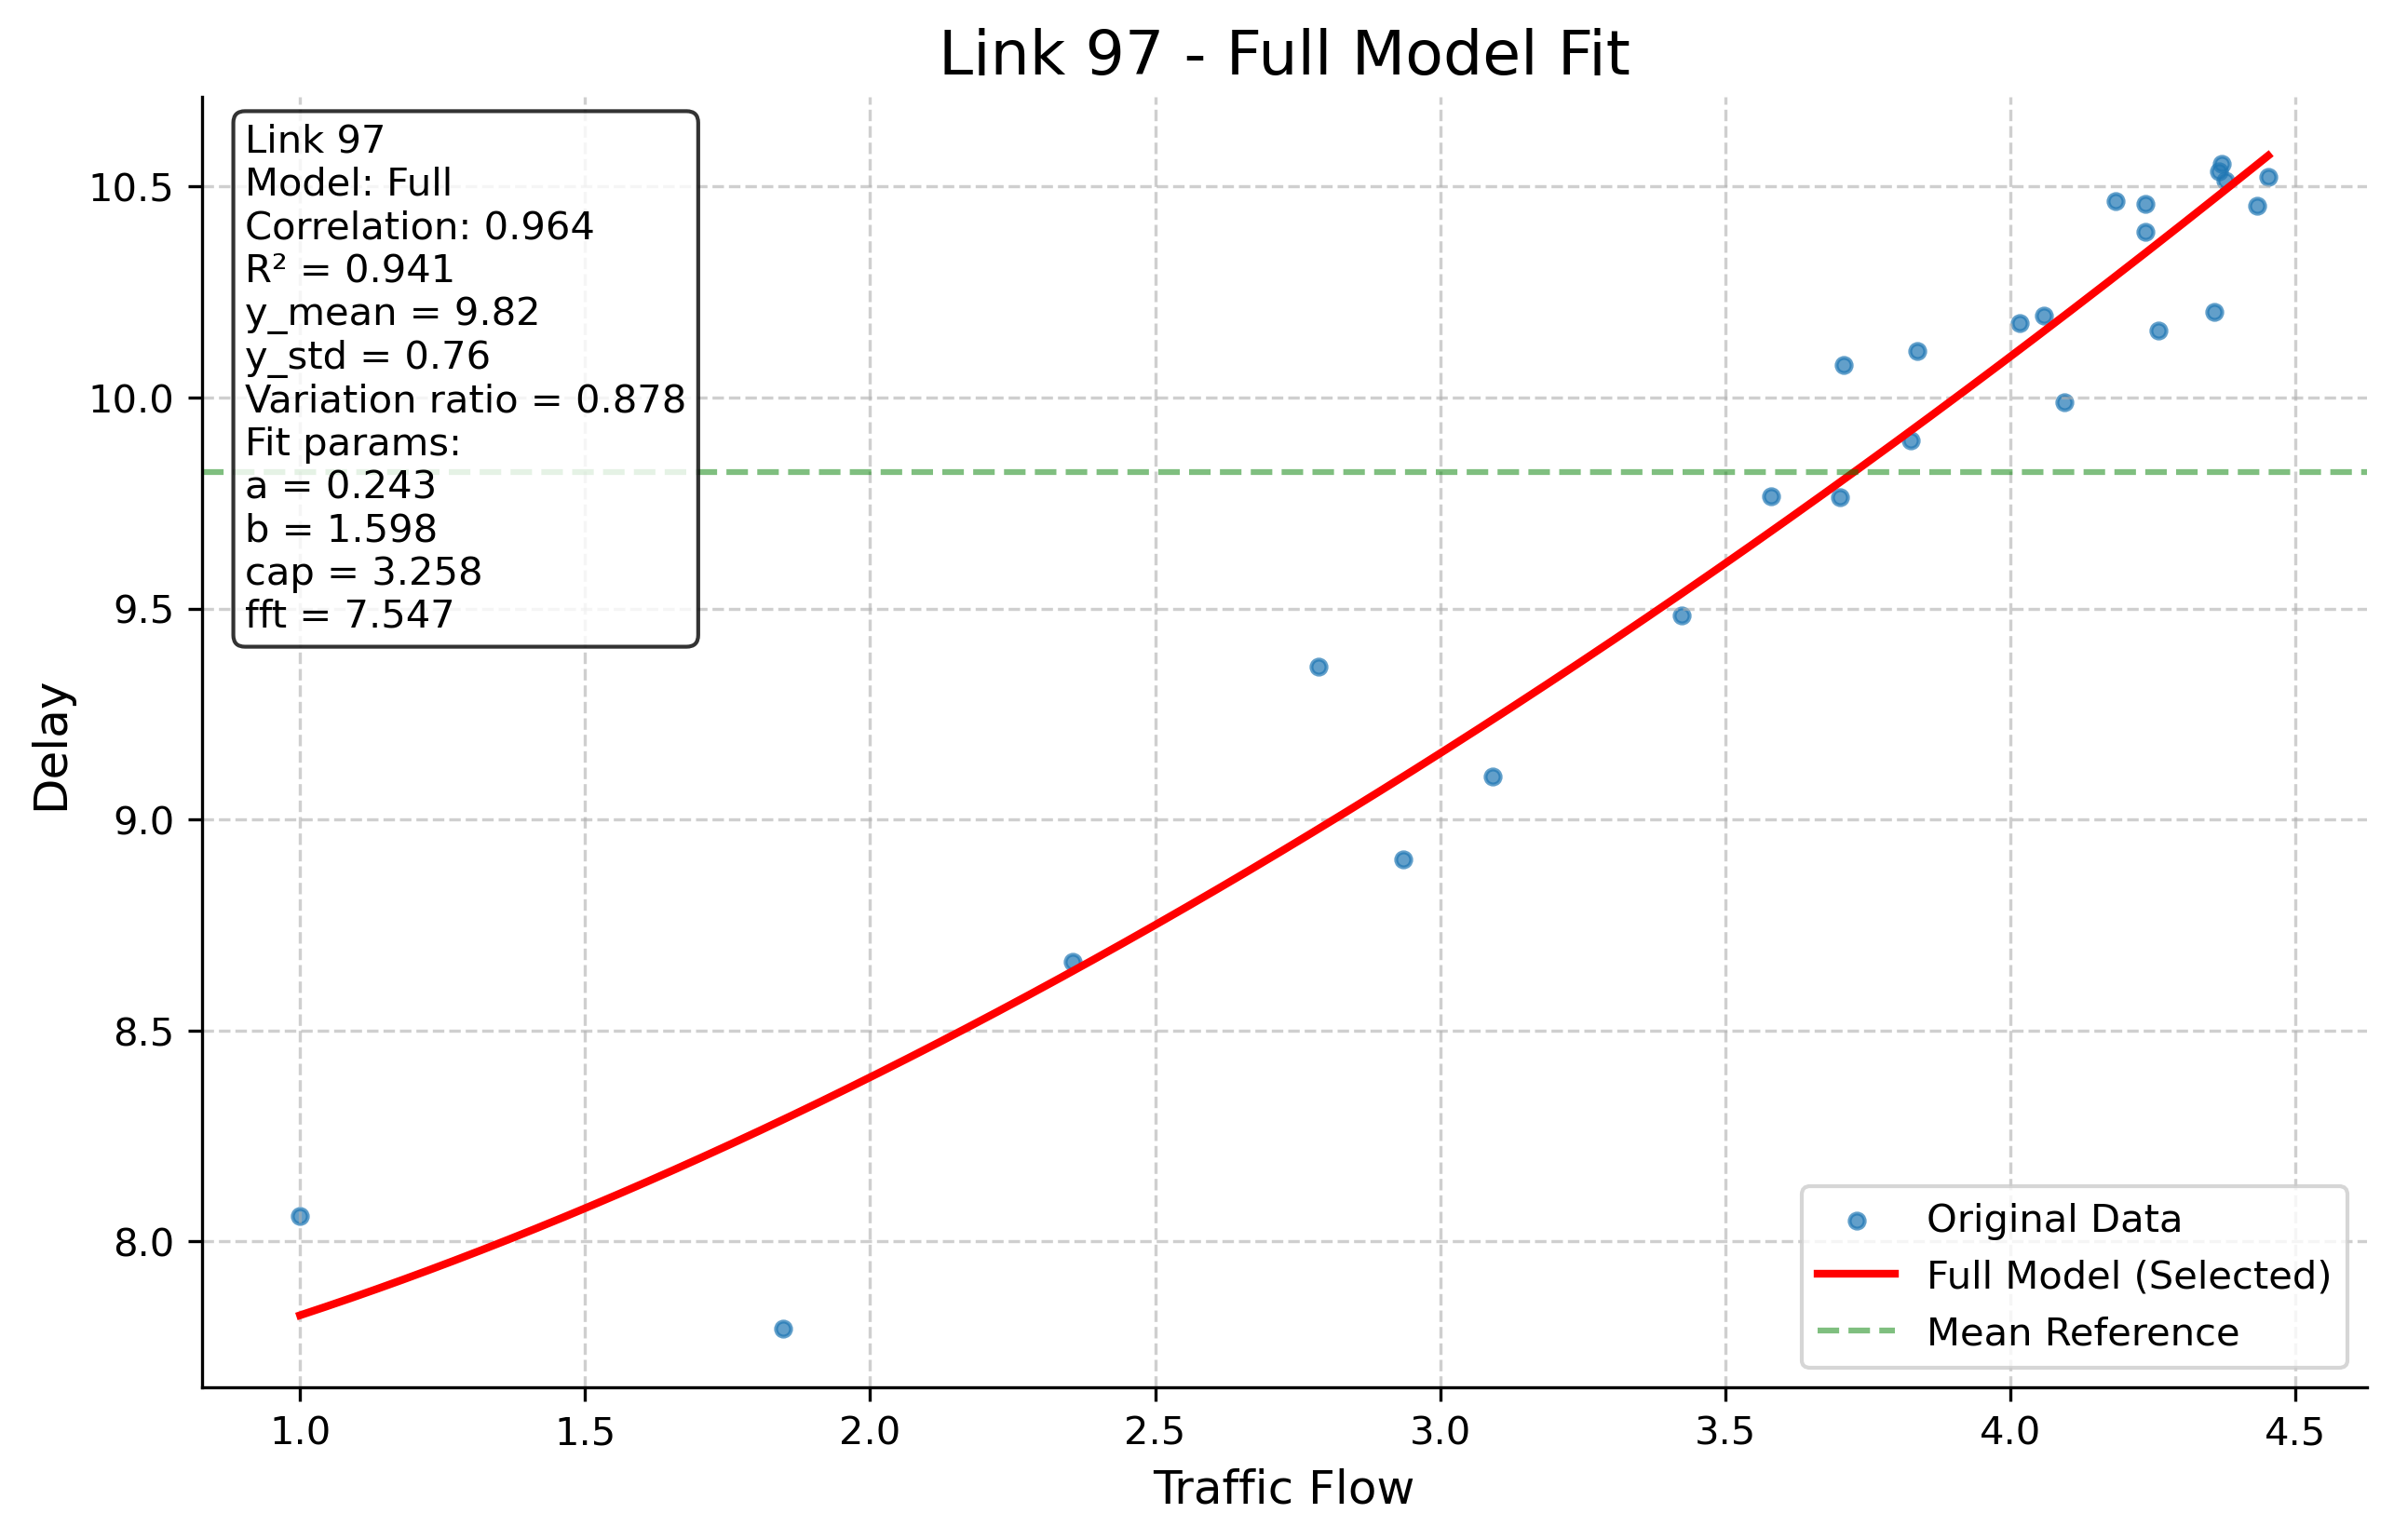 Link 97 - Full Model Fit
Link 97
Model: Full
Correlation: 0.964
R² = 0.941
y_mean = 9.82
y_std = 0.76
Variation ratio = 0.878
Fit params:
a = 0.243
b = 1.598
cap = 3.258
fft = 7.547
10.5
10.0
9.5
9.0
8.5
8.0
Delay
Original Data
Full Model (Selected)
Mean Reference
1.0 1.5 2.0 2.5 3.0 3.5 4.0 4.5
Traffic Flow